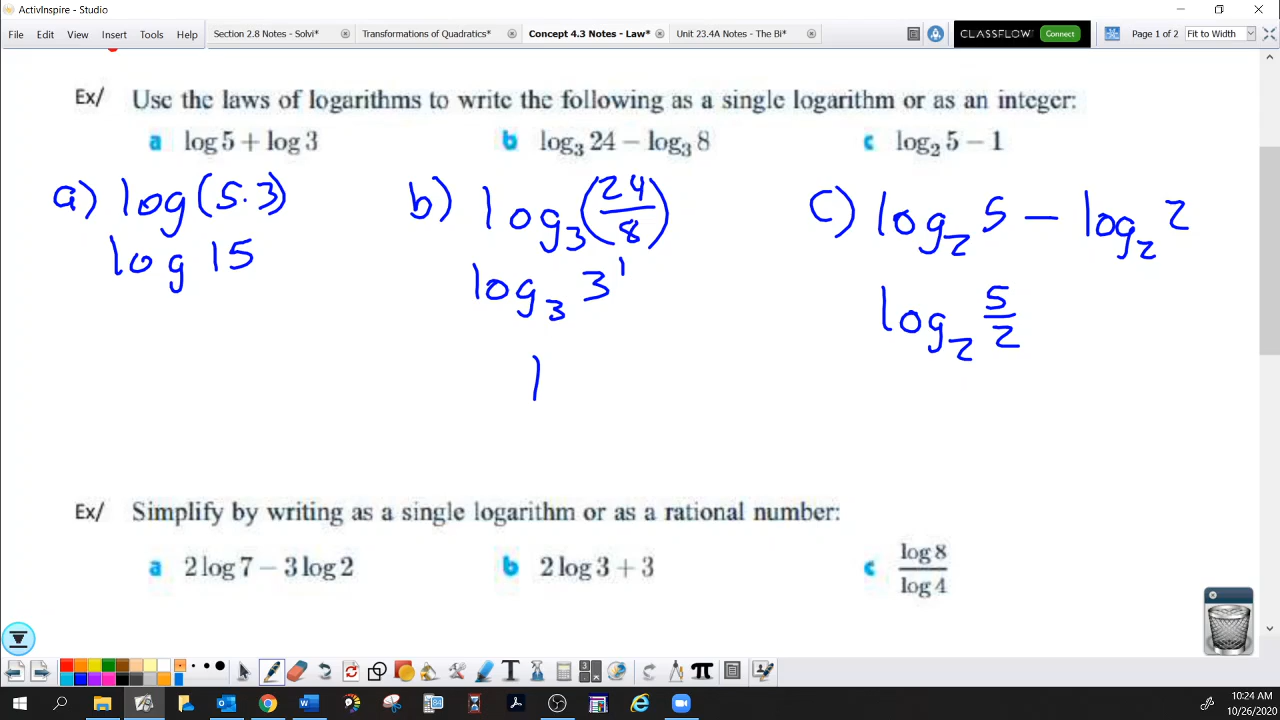 ActivInspire - Studio
File Edit View Insert Tools Help Section 2.8 Notes - Solvi* Transformations of Quadratics* Concept 4.3 Notes - Law* Unit 23.4A Notes - The Bi* CLASSFLOW Connect Page 1 of 2 Fit to Width
Ex/ Use the laws of logarithms to write the following as a single logarithm or as an integer:
a log 5 + log 3 b log₃ 24 − log₃ 8 c log₂ 5 − 1
a) log(5·3) b) log₃(24/8) c) log₂ 5 − log₂ 2
log 15 log₃ 3¹ log₂ 5/2
1
Ex/ Simplify by writing as a single logarithm or as a rational number:
a 2 log 7 − 3 log 2 b 2 log 3 + 3 c log 8 / log 4
10:24 AM
10/26/2020